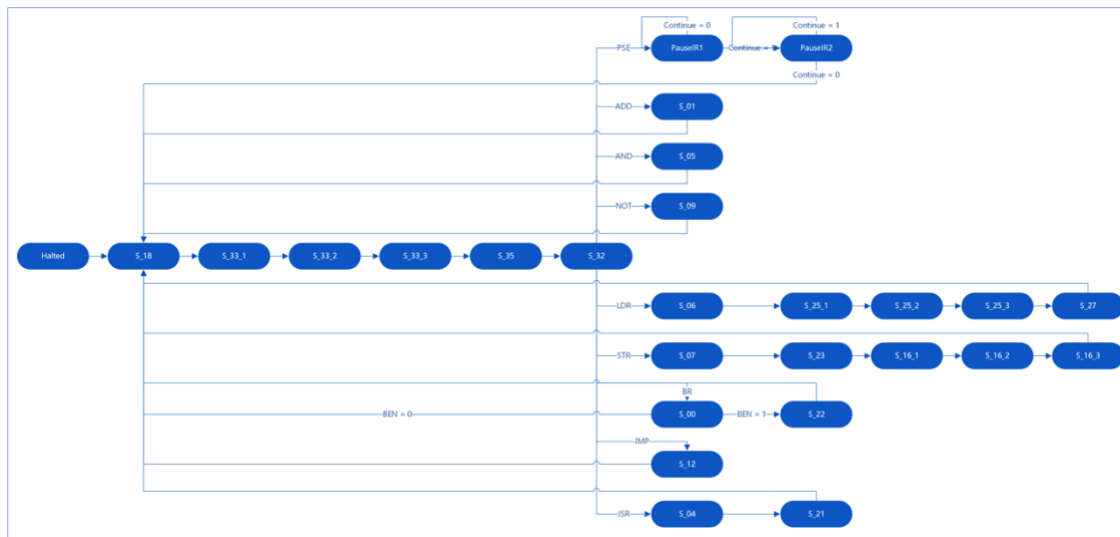 Continue = 0
Continue = 1
PSE
PauseIR1
Continue =
PauseIR2
Continue = 0
ADD
S_01
AND
S_05
NOT
S_09
Halted
S_18
S_33_1
S_33_2
S_33_3
S_35
S_32
LDR
S_06
S_25_1
S_25_2
S_25_3
S_27
STR
S_07
S_23
S_16_1
S_16_2
S_16_3
BR
BEN = 0
S_00
BEN = 1
S_22
JMP
S_12
JSR
S_04
S_21